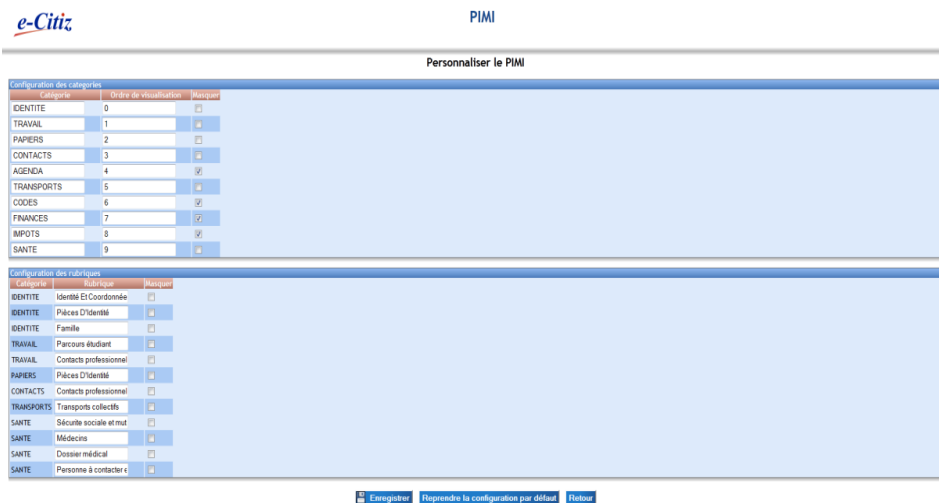 e-Citiz
PIMI
Personnaliser le PIMI
Configuration des categories
Catégorie Ordre de visualisation Masquer
IDENTITE 0
TRAVAIL 1
PAPIERS 2
CONTACTS 3
AGENDA 4
TRANSPORTS 5
CODES 6
FINANCES 7
IMPOTS 8
SANTE 9
Configuration des rubriques
Catégorie Rubrique Masquer
IDENTITE Identité Et Coordonnée
IDENTITE Pièces D'Identité
IDENTITE Famille
TRAVAIL Parcours étudiant
TRAVAIL Contacts professionnel
PAPIERS Pièces D'Identité
CONTACTS Contacts professionnel
TRANSPORTS Transports collectifs
SANTE Sécurite sociale et mut
SANTE Médecins
SANTE Dossier médical
SANTE Personne à contacter e
Enregistrer Reprendre la configuration par défaut Retour